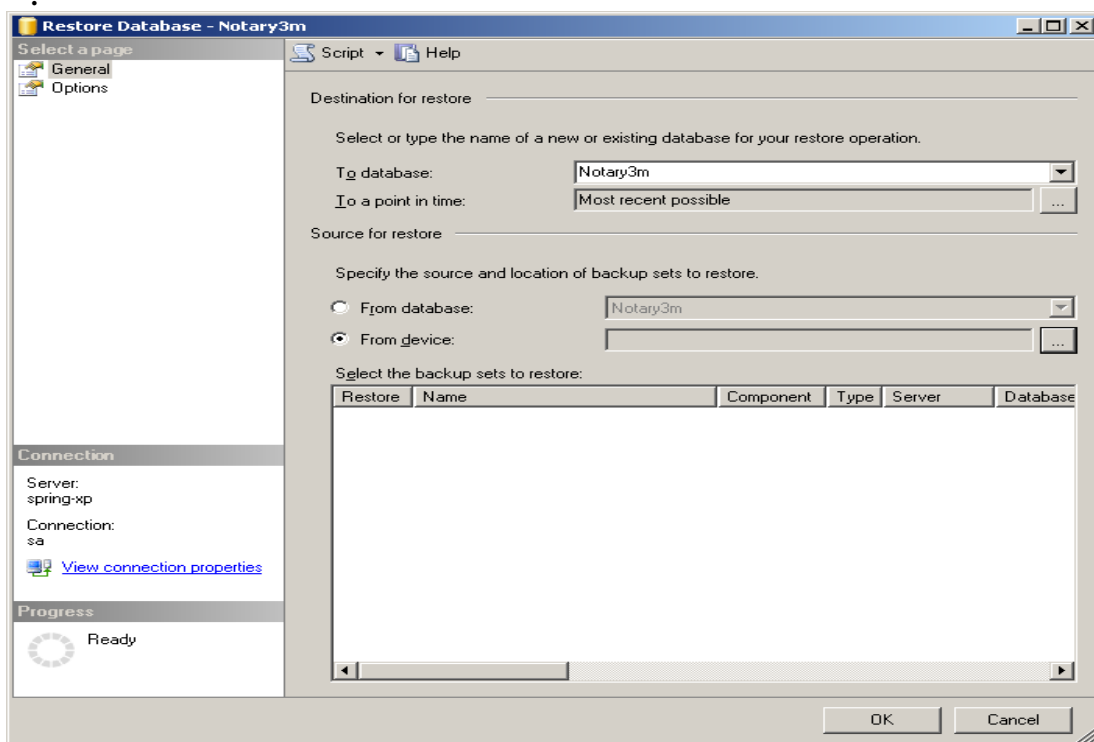 Restore Database - Notary3m
Select a page
General
Options
Script Help
Destination for restore
Select or type the name of a new or existing database for your restore operation.
To database: Notary3m
To a point in time: Most recent possible ...
Source for restore
Specify the source and location of backup sets to restore.
From database: Notary3m
From device: ...
Select the backup sets to restore:
Restore Name Component Type Server Database
Connection
Server:
spring-xp
Connection:
sa
View connection properties
Progress
Ready
OK Cancel